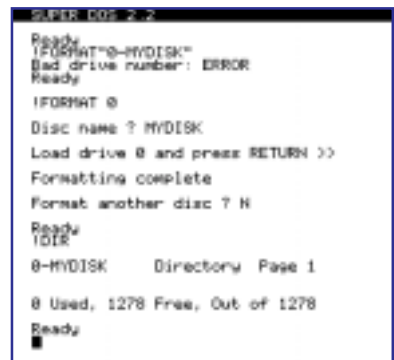 SUPER DOS 2.2
Ready
!FORMAT"0-MYDISK"
Bad drive number: ERROR
Ready
!FORMAT 0
Disc name ? MYDISK
Load drive 0 and press RETURN >>
Formatting complete
Format another disc ? N
Ready
!DIR
0-MYDISK Directory Page 1
0 Used, 1278 Free, Out of 1278
Ready